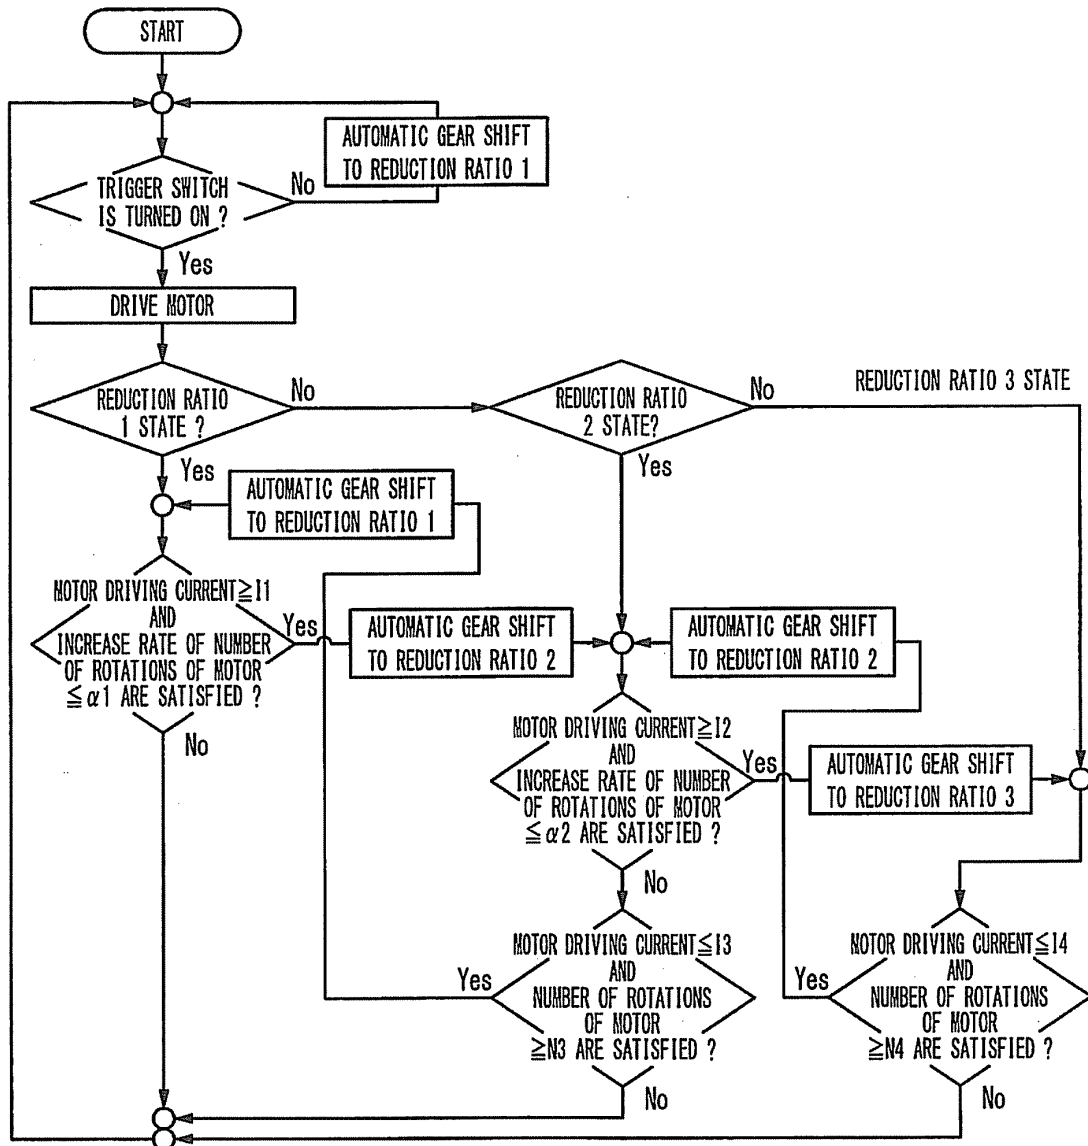 START
AUTOMATIC GEAR SHIFT
TO REDUCTION RATIO 1
TRIGGER SWITCH
IS TURNED ON ?
No
Yes
DRIVE MOTOR
REDUCTION RATIO
1 STATE ?
No
Yes
REDUCTION RATIO
2 STATE?
No
Yes
REDUCTION RATIO 3 STATE
AUTOMATIC GEAR SHIFT
TO REDUCTION RATIO 1
MOTOR DRIVING CURRENT≧I1
AND
INCREASE RATE OF NUMBER
OF ROTATIONS OF MOTOR
≦α1 ARE SATISFIED ?
Yes
No
AUTOMATIC GEAR SHIFT
TO REDUCTION RATIO 2
AUTOMATIC GEAR SHIFT
TO REDUCTION RATIO 2
MOTOR DRIVING CURRENT≧I2
AND
INCREASE RATE OF NUMBER
OF ROTATIONS OF MOTOR
≦α2 ARE SATISFIED ?
Yes
No
AUTOMATIC GEAR SHIFT
TO REDUCTION RATIO 3
MOTOR DRIVING CURRENT≦I3
AND
NUMBER OF ROTATIONS
OF MOTOR
≧N3 ARE SATISFIED ?
Yes
No
MOTOR DRIVING CURRENT≦I4
AND
NUMBER OF ROTATIONS
OF MOTOR
≧N4 ARE SATISFIED ?
Yes
No